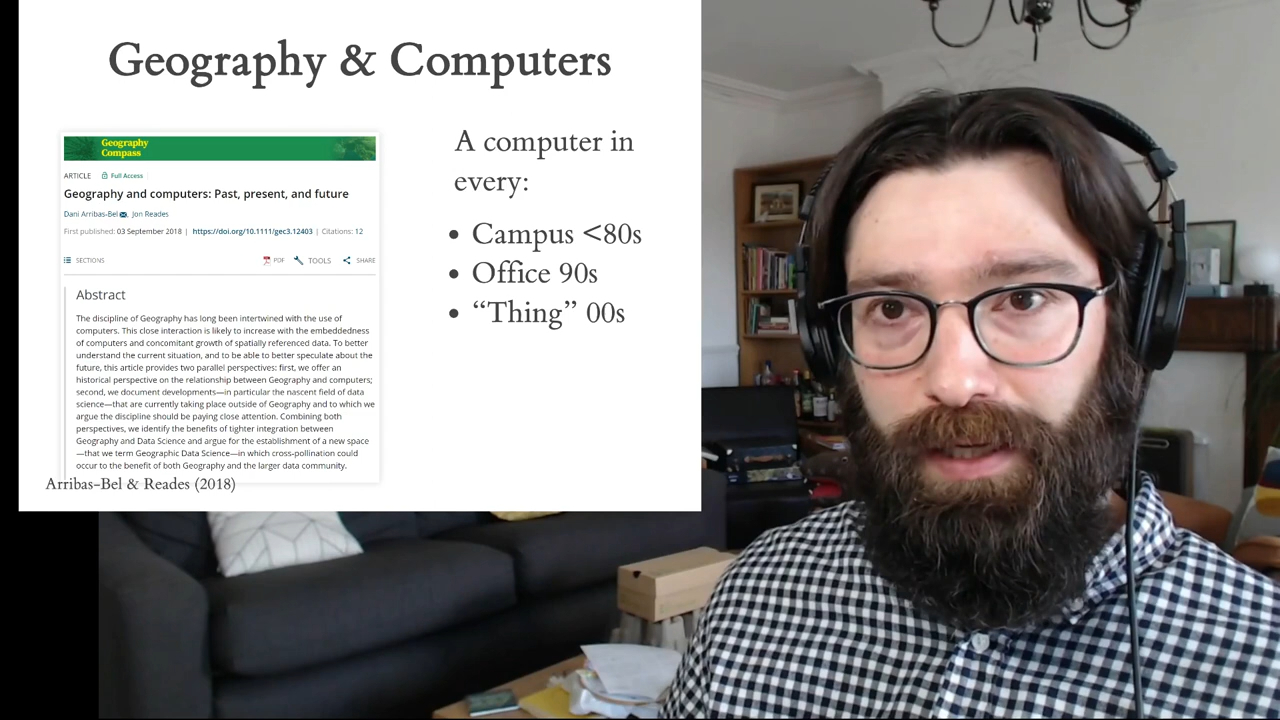 Geography & Computers
Geography
Compass
ARTICLE Full Access
Geography and computers: Past, present, and future
Dani Arribas-Bel, Jon Reades
First published: 03 September 2018 | https://doi.org/10.1111/gec3.12403 | Citations: 12
SECTIONS PDF TOOLS SHARE
Abstract
The discipline of Geography has long been intertwined with the use of
computers. This close interaction is likely to increase with the embeddedness
of computers and concomitant growth of spatially referenced data. To better
understand the current situation, and to be able to better speculate about the
future, this article provides two parallel perspectives: first, we offer an
historical perspective on the relationship between Geography and computers;
second, we document developments—in particular the nascent field of data
science—that are currently taking place outside of Geography and to which we
argue the discipline should be paying close attention. Combining both
perspectives, we identify the benefits of tighter integration between
Geography and Data Science and argue for the establishment of a new space
—that we term Geographic Data Science—in which cross-pollination could
occur to the benefit of both Geography and the larger data community.
Arribas-Bel & Reades (2018)
A computer in
every:
• Campus <80s
• Office 90s
• “Thing” 00s